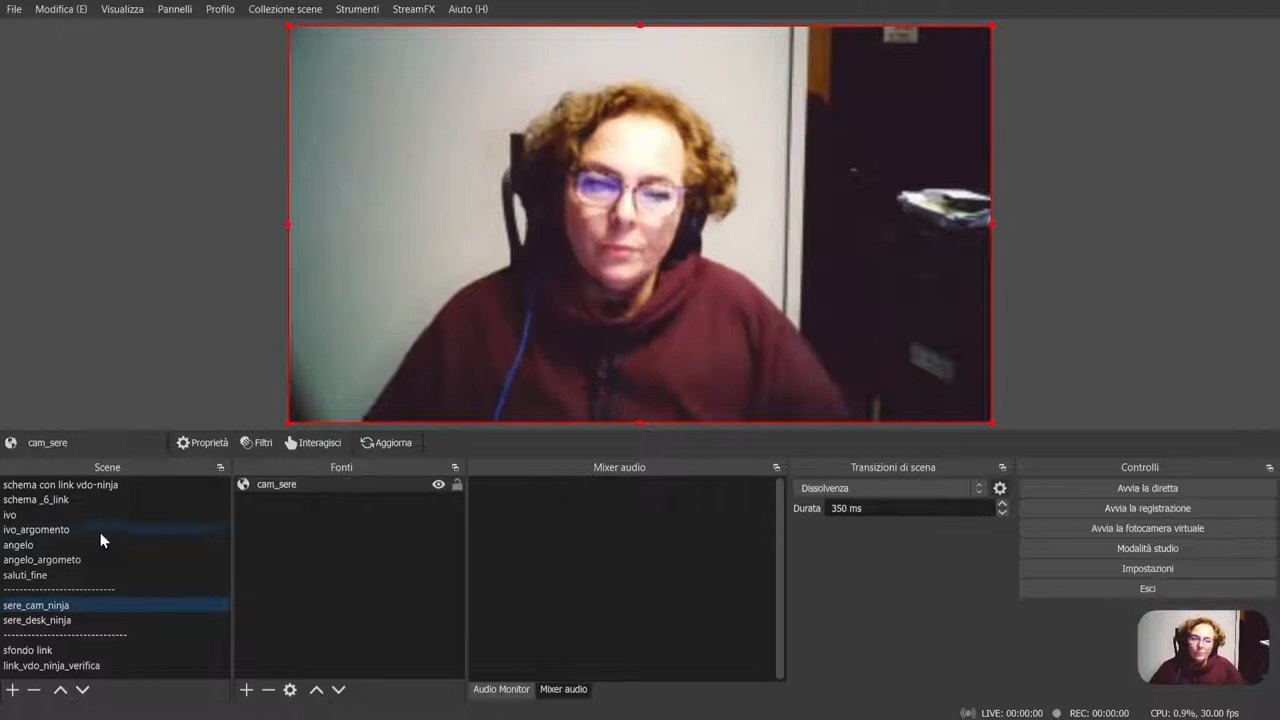 File Modifica (E) Visualizza Pannelli Profilo Collezione scene Strumenti StreamFX Aiuto (H)
cam_sere Proprietà Filtri Interagisci Aggiorna
Scene Fonti Mixer audio Transizioni di scena Controlli
schema con link vdo-ninja
schema _6_link
ivo
ivo_argomento
angelo
angelo_argometo
saluti_fine
----------------------------
sere_cam_ninja
sere_desk_ninja
-------------------------------
sfondo link
link_vdo_ninja_verifica
cam_sere
Audio Monitor Mixer audio
Dissolvenza
Durata 350 ms
Avvia la diretta
Avvia la registrazione
Avvia la fotocamera virtuale
Modalità studio
Impostazioni
Esci
LIVE: 00:00:00 REC: 00:00:00 CPU: 0.9%, 30.00 fps